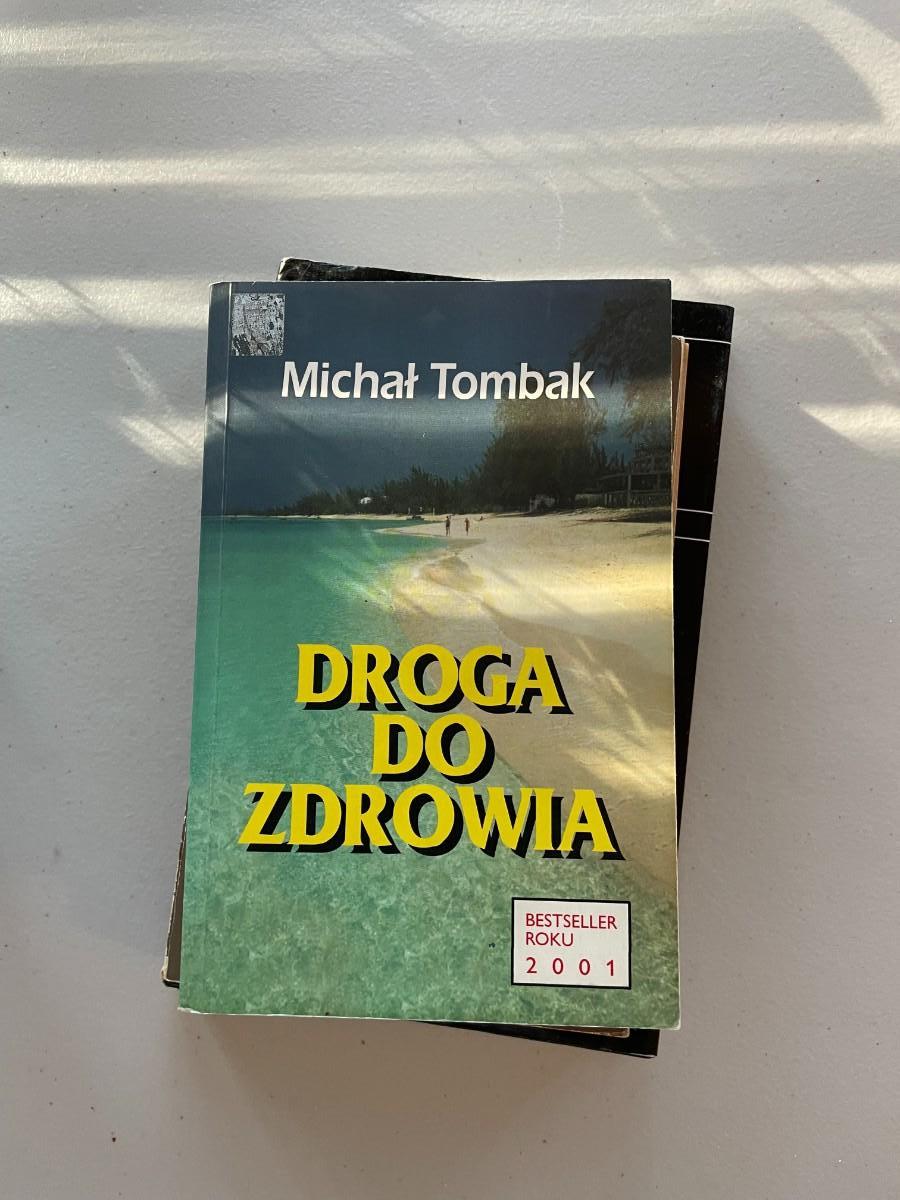 Michał Tombak
DROGA
DO
ZDROWIA
BESTSELLER
ROKU
2001